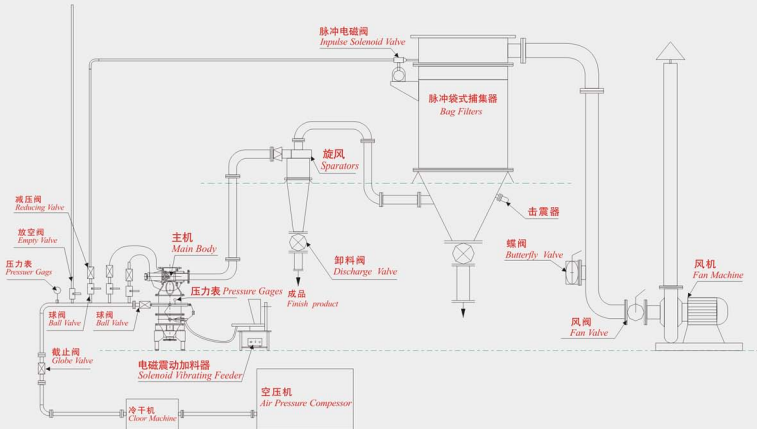 脉冲电磁阀
Inpulse Solenoid Valve
脉冲袋式捕集器
Bag Filters
旋风
Sparators
减压阀
Reducing Valve
击震器
放空阀
Empty Valve
主机
Main Body
蝶阀
Butterfly Valve
卸料阀
Discharge Valve
风机
Fan Machine
压力表
Pressuer Gags
压力表 Pressure Gages
成品
Finish product
球阀
Ball Valve
球阀
Ball Valve
风阀
Fan Valve
截止阀
Globe Valve
电磁震动加料器
Solenoid Vibrating Feeder
空压机
Air Pressure Compessor
冷干机
Cloor Machine